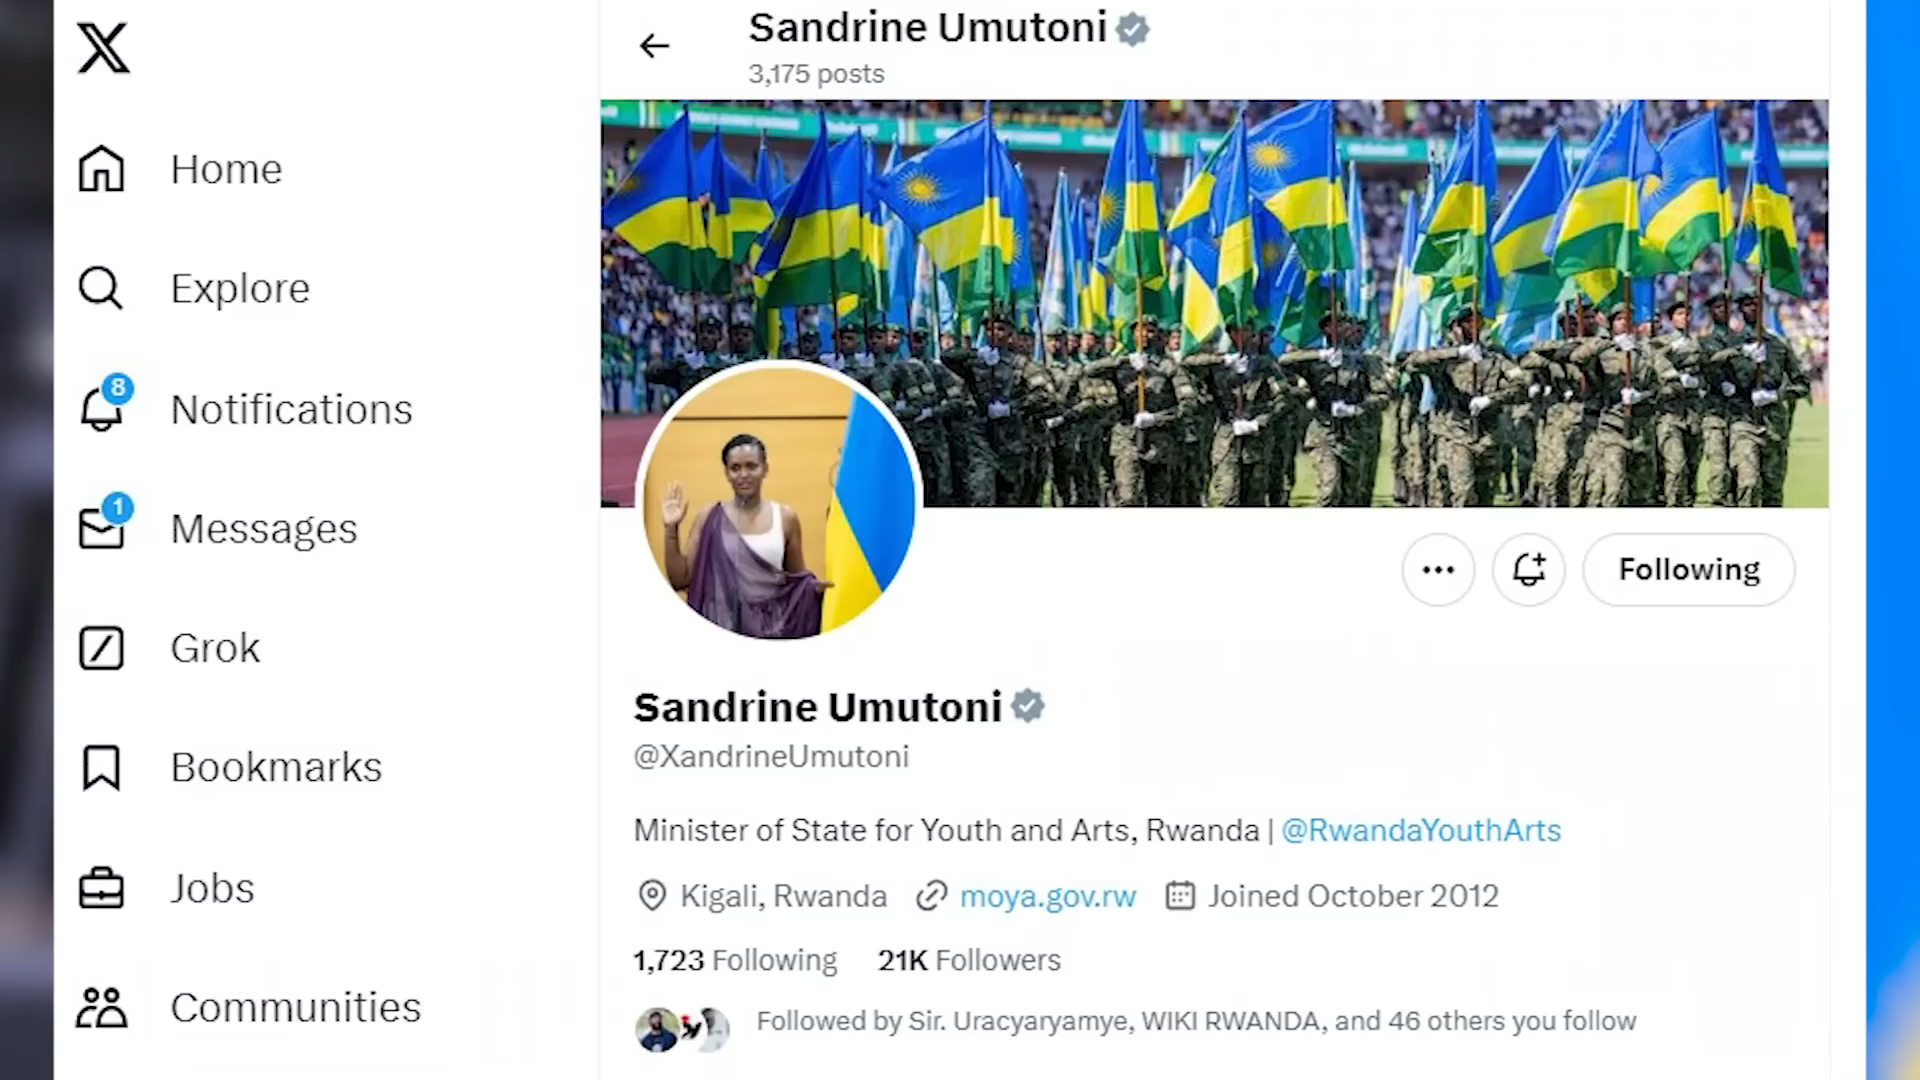 Home
Explore
8
Notifications
1
Messages
Grok
Bookmarks
Jobs
Communities
Sandrine Umutoni
3,175 posts
Following
Sandrine Umutoni
@XandrineUmutoni
Minister of State for Youth and Arts, Rwanda | @RwandaYouthArts
Kigali, Rwanda moya.gov.rw Joined October 2012
1,723 Following 21K Followers
Followed by Sir. Uracyaryamye, WIKI RWANDA, and 46 others you follow